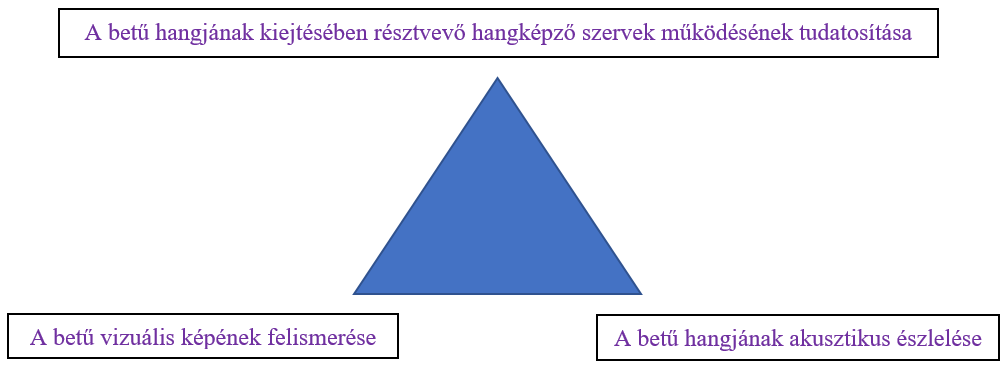 A betű hangjának kiejtésében résztvevő hangképző szervek működésének tudatosítása
A betű vizuális képének felismerése
A betű hangjának akusztikus észlelése